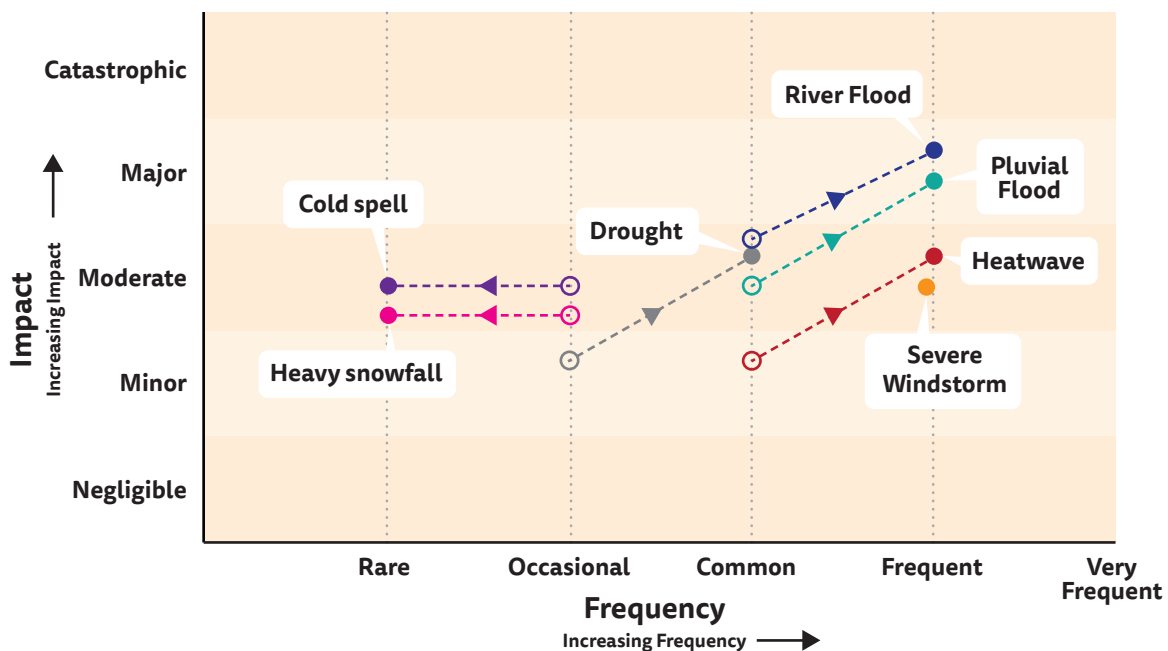 Catastrophic
River Flood
Major
Pluvial
Flood
Cold spell
Drought
Heatwave
Moderate
Impact
Increasing Impact
Severe
Windstorm
Heavy snowfall
Minor
Negligible
Rare
Occasional
Common
Frequent
Very
Frequent
Frequency
Increasing Frequency